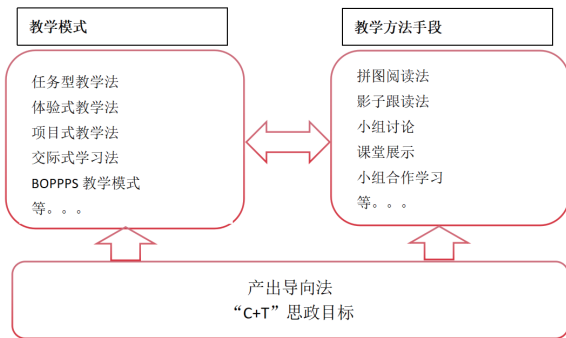 教学模式
任务型教学法
体验式教学法
项目式教学法
交际式学习法
BOPPPS 教学模式
等。。。
教学方法手段
拼图阅读法
影子跟读法
小组讨论
课堂展示
小组合作学习
等。。。
产出导向法
“C+T”思政目标